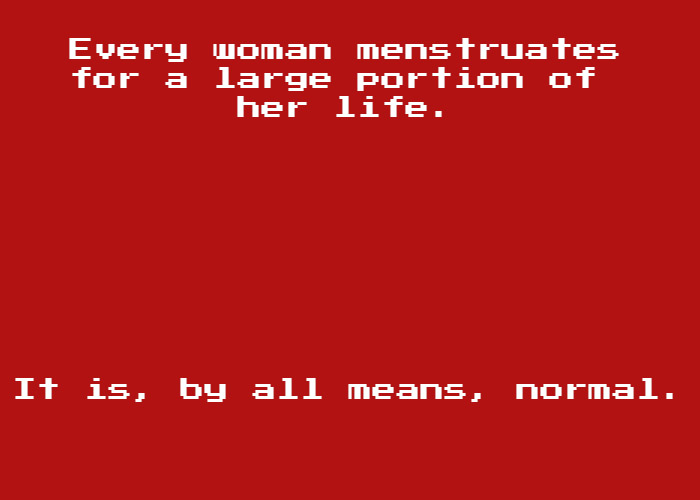 Every woman menstruates
for a large portion of
her life.
It is, by all means, normal.